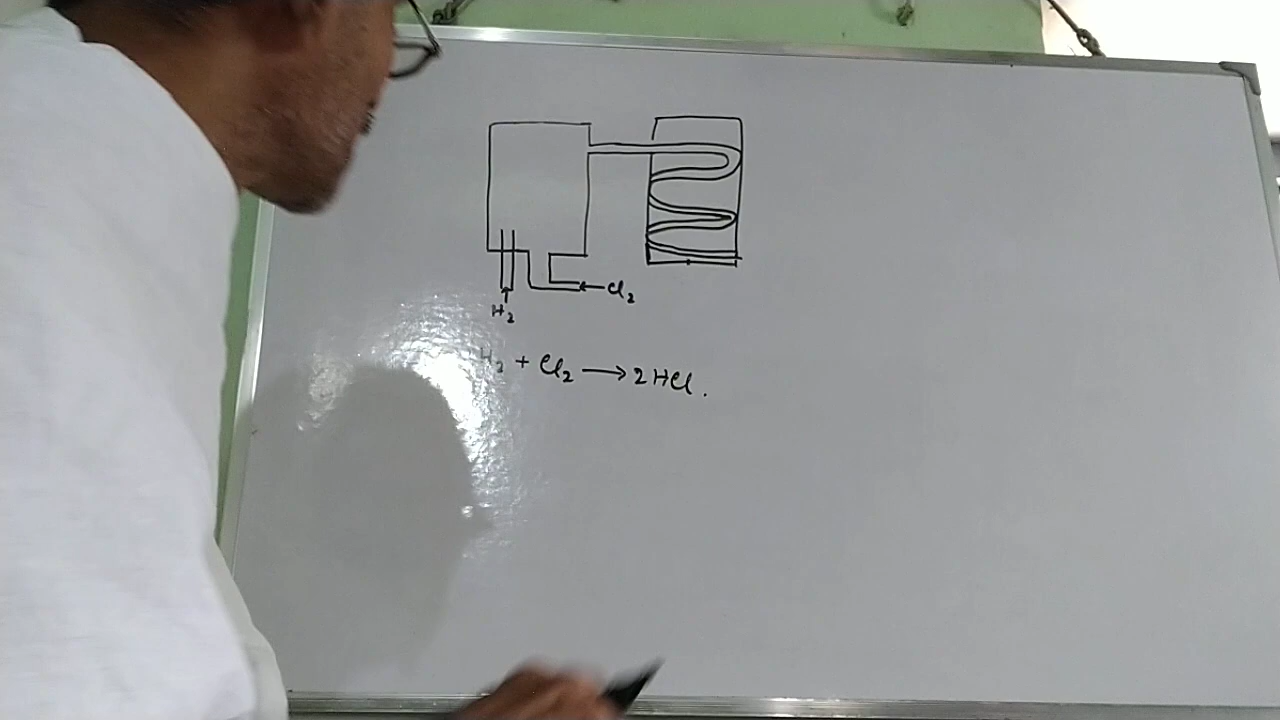 Cl₂
H₂
H₂ + Cl₂ ⟶ 2HCl.